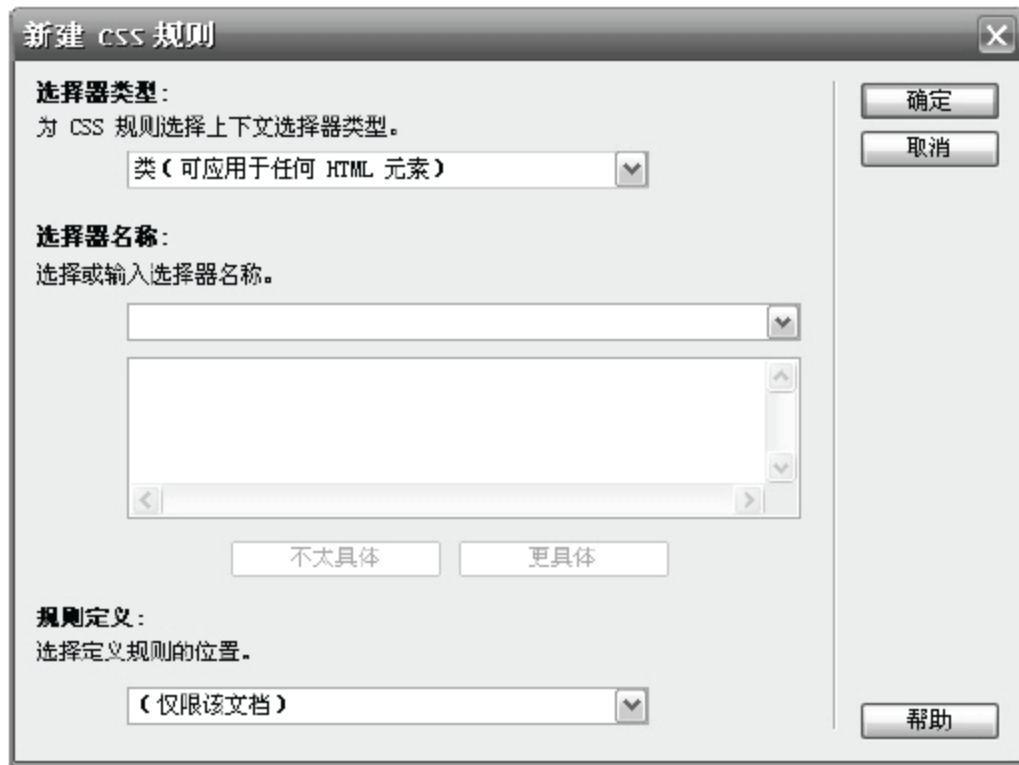 新建 CSS 规则
选择器类型:
为 CSS 规则选择上下文选择器类型。
类(可应用于任何 HTML 元素)
确定
取消
选择器名称:
选择或输入选择器名称。
不太具体
更具体
规则定义:
选择定义规则的位置。
(仅限该文档)
帮助